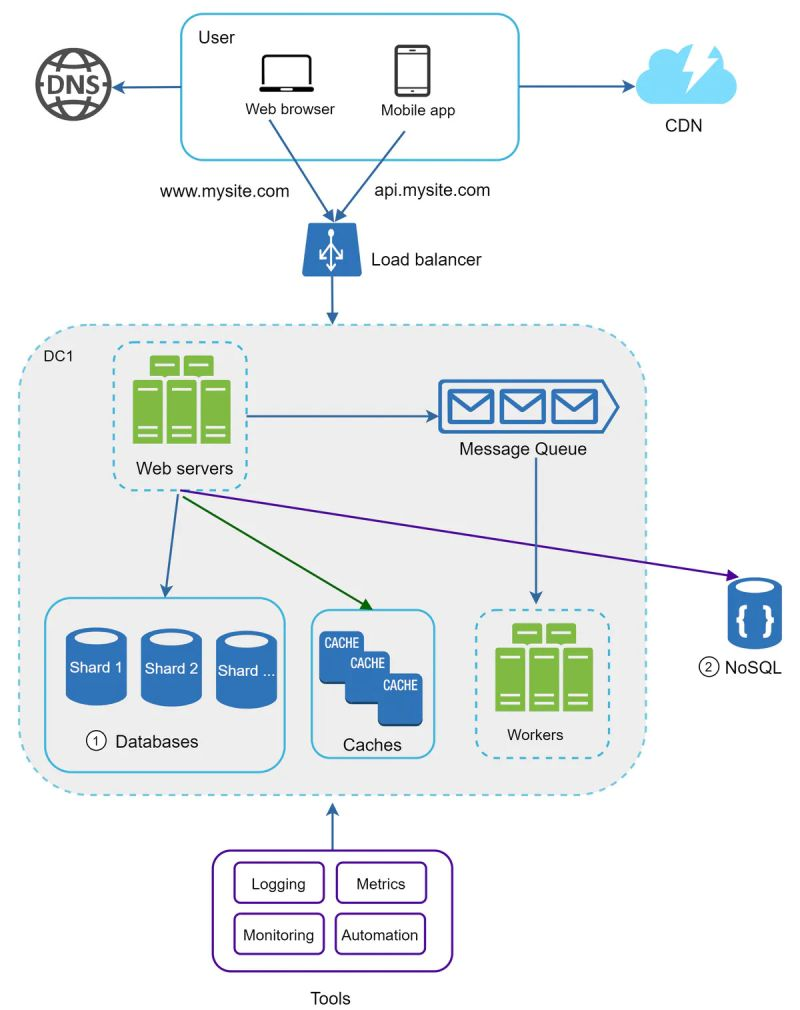 User
DNS
Web browser
Mobile app
CDN
www.mysite.com
api.mysite.com
Load balancer
DC1
Web servers
Message Queue
Shard 1
Shard 2
Shard ...
1 Databases
CACHE
CACHE
CACHE
Caches
Workers
2 NoSQL
{ }
Logging
Metrics
Monitoring
Automation
Tools